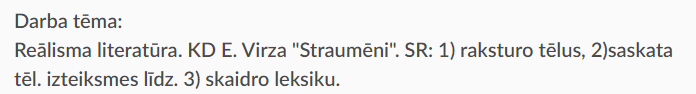 Darba tēma:
Reālisma literatūra. KD E. Virza "Straumēni". SR: 1) raksturo tēlus, 2)saskata
tēl. izteiksmes līdz. 3) skaidro leksiku.